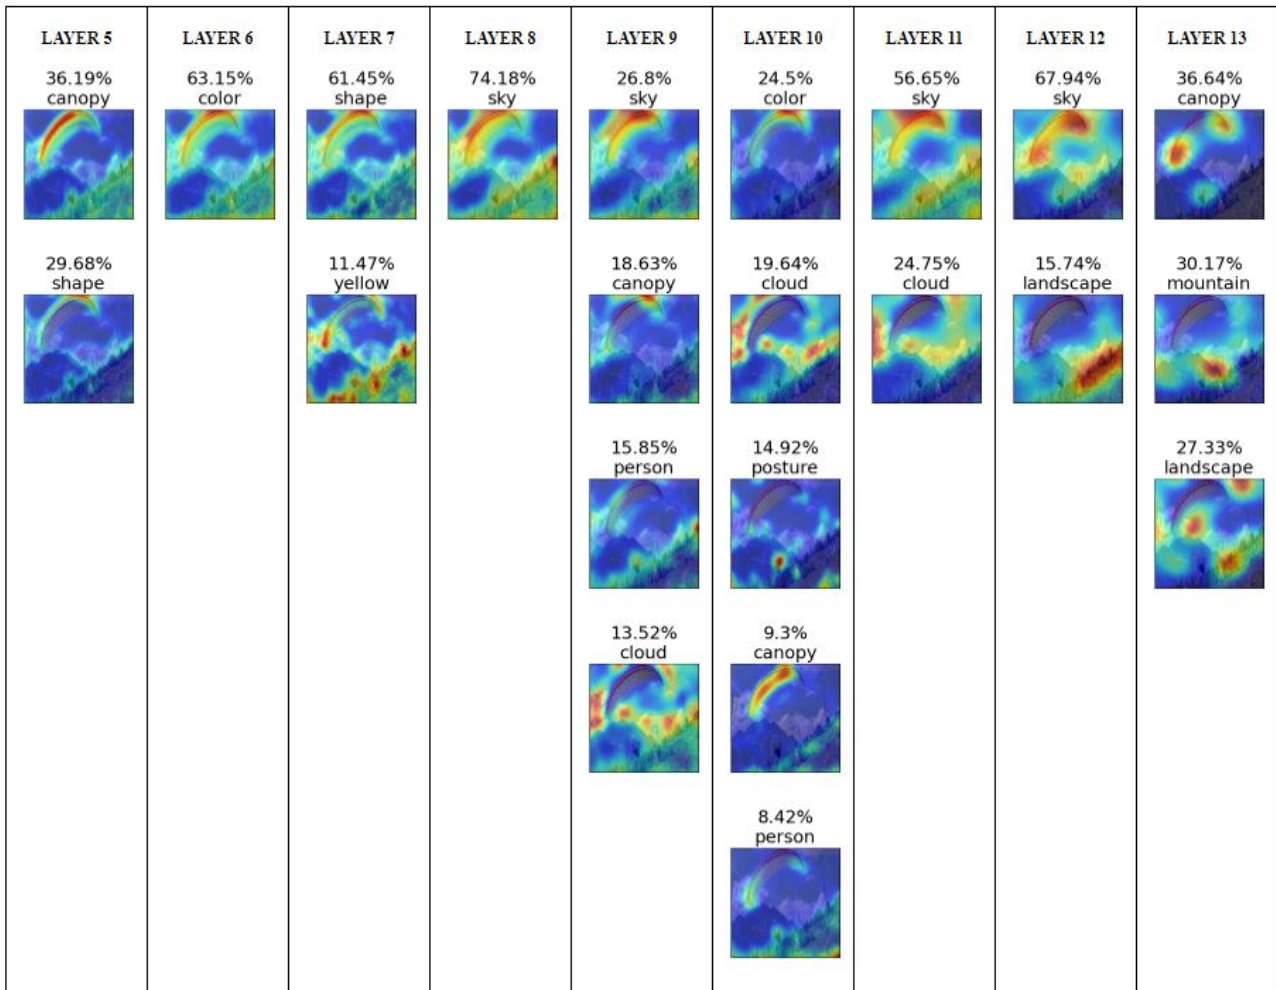 LAYER 5 LAYER 6 LAYER 7 LAYER 8 LAYER 9 LAYER 10 LAYER 11 LAYER 12 LAYER 13
36.19% 63.15% 61.45% 74.18% 26.8% 24.5% 56.65% 67.94% 36.64%
canopy color shape sky sky color sky sky canopy
29.68% 11.47% 18.63% 19.64% 24.75% 15.74% 30.17%
shape yellow canopy cloud cloud landscape mountain
15.85% 14.92% 27.33%
person posture landscape
13.52% 9.3%
cloud canopy
8.42%
person